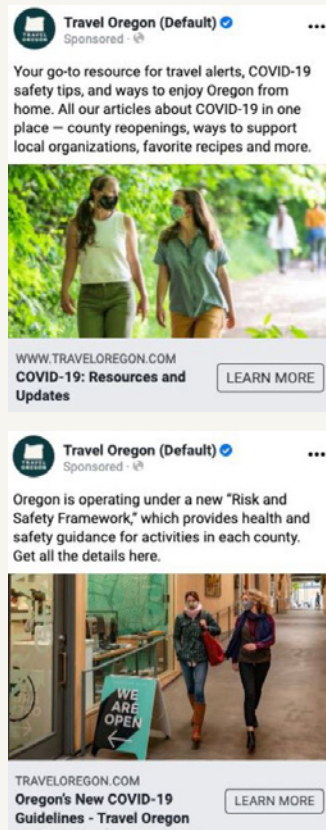 Travel Oregon (Default)
Sponsored ·
TRAVEL
OREGON
Your go-to resource for travel alerts, COVID-19
safety tips, and ways to enjoy Oregon from
home. All our articles about COVID-19 in one
place — county reopenings, ways to support
local organizations, favorite recipes and more.
WWW.TRAVELOREGON.COM
COVID-19: Resources and
Updates
LEARN MORE
Travel Oregon (Default)
Sponsored ·
TRAVEL
OREGON
Oregon is operating under a new “Risk and
Safety Framework,” which provides health and
safety guidance for activities in each county.
Get all the details here.
WE
ARE
OPEN
TRAVELOREGON.COM
Oregon's New COVID-19
Guidelines - Travel Oregon
LEARN MORE